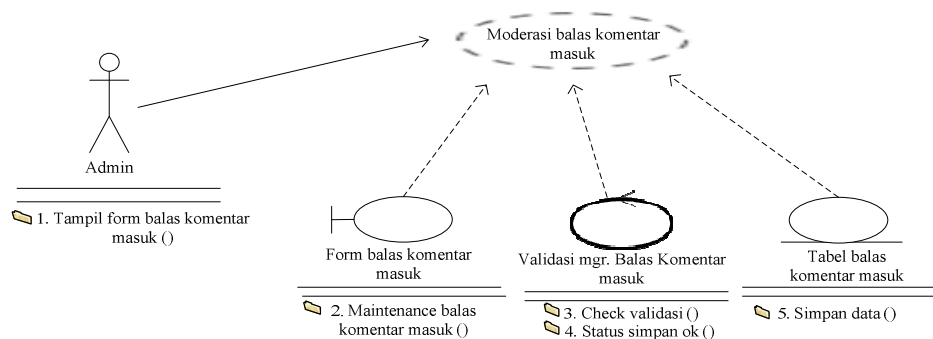 Moderasi balas komentar
masuk
Admin
1. Tampil form balas komentar
masuk ()
Form balas komentar
masuk
2. Maintenance balas
komentar masuk ()
Validasi mgr. Balas Komentar
masuk
3. Check validasi ()
4. Status simpan ok ()
Tabel balas
komentar masuk
5. Simpan data ()